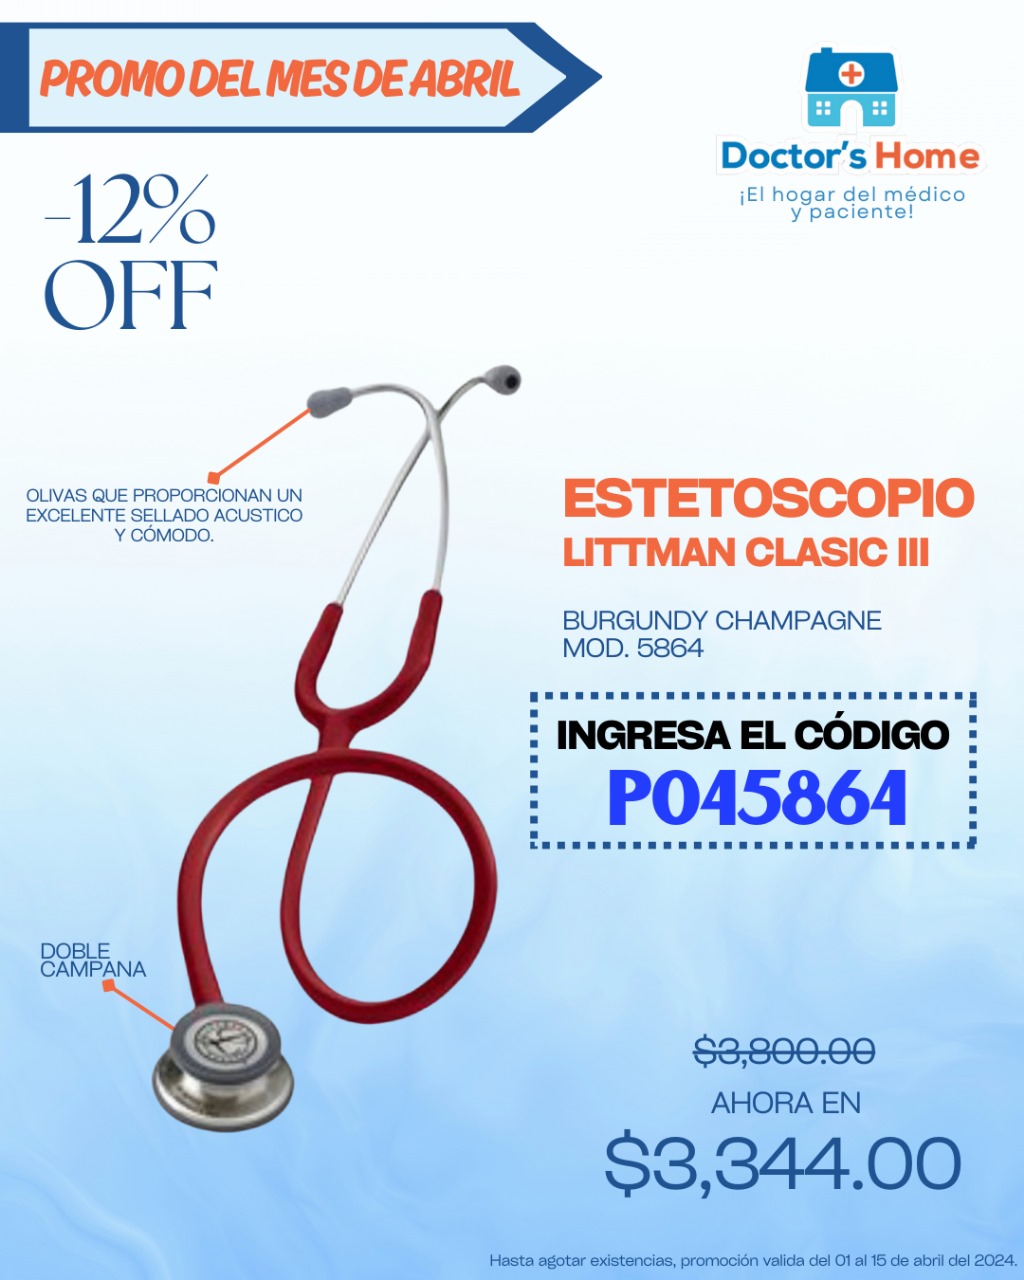 PROMO DEL MES DE ABRIL
Doctor's Home
¡El hogar del médico
y paciente!
-12%
OFF
OLIVAS QUE PROPORCIONAN UN
EXCELENTE SELLADO ACUSTICO
Y CÓMODO.
ESTETOSCOPIO
LITTMAN CLASIC III
BURGUNDY CHAMPAGNE
MOD. 5864
INGRESA EL CÓDIGO
P045864
DOBLE
CAMPANA
$3,800.00
AHORA EN
$3,344.00
Hasta agotar existencias, promoción valida del 01 al 15 de abril del 2024.